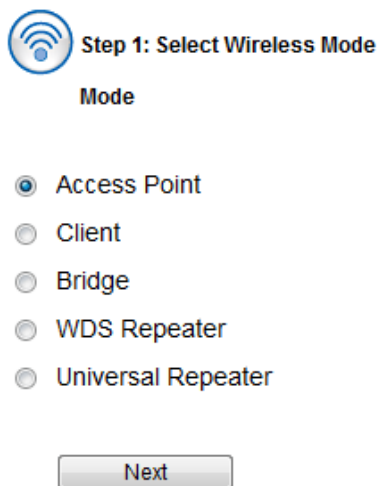 Step 1: Select Wireless Mode
Mode
Access Point
Client
Bridge
WDS Repeater
Universal Repeater
Next